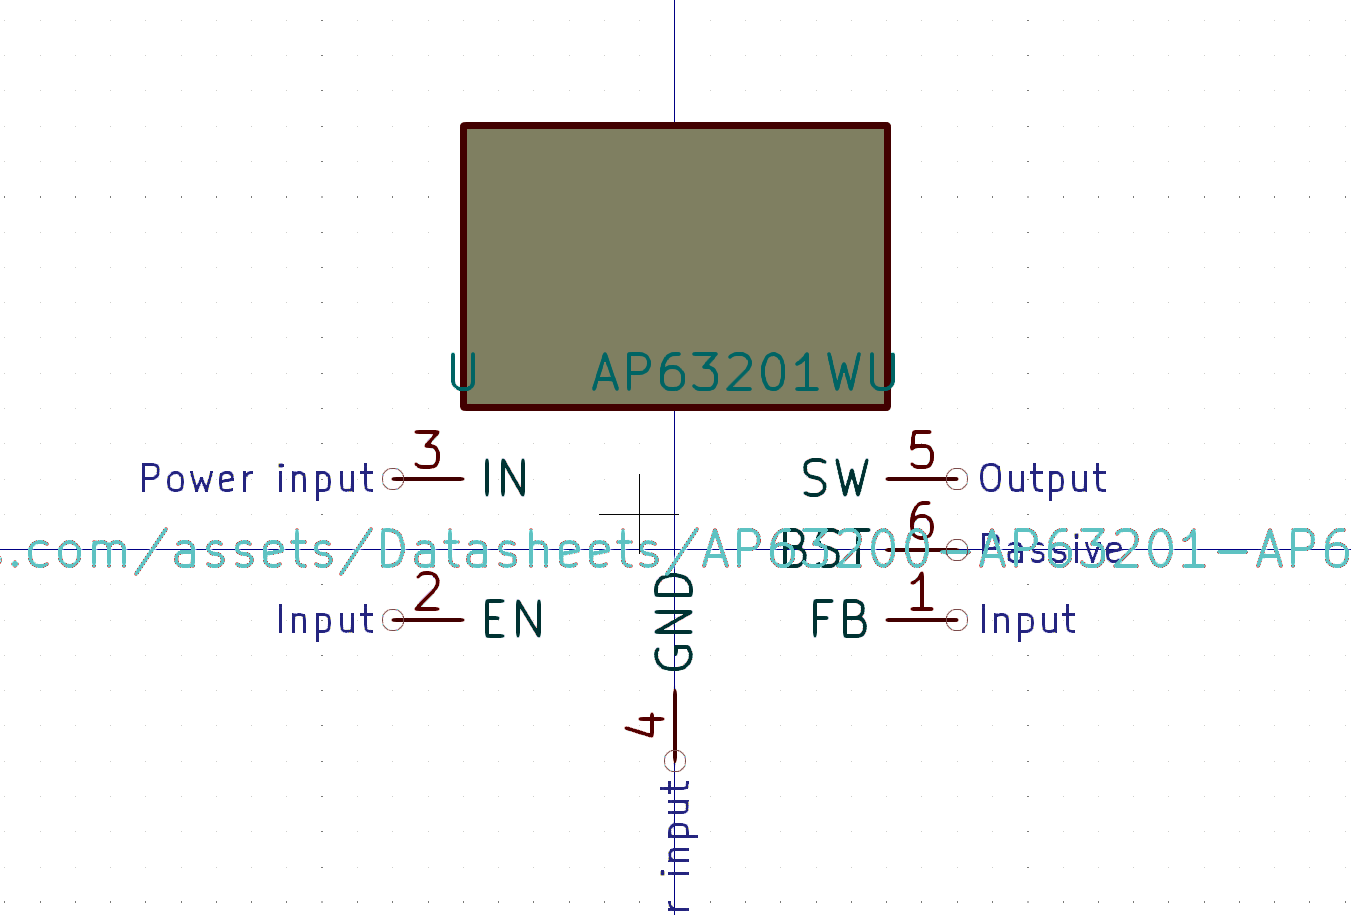 U AP63201WU
3 5
Power input IN SW Output
6
.com/assets/Datasheets/AP63200-AP63201-AP6
BST Passive
2 1
Input EN FB Input
GND
4
r input